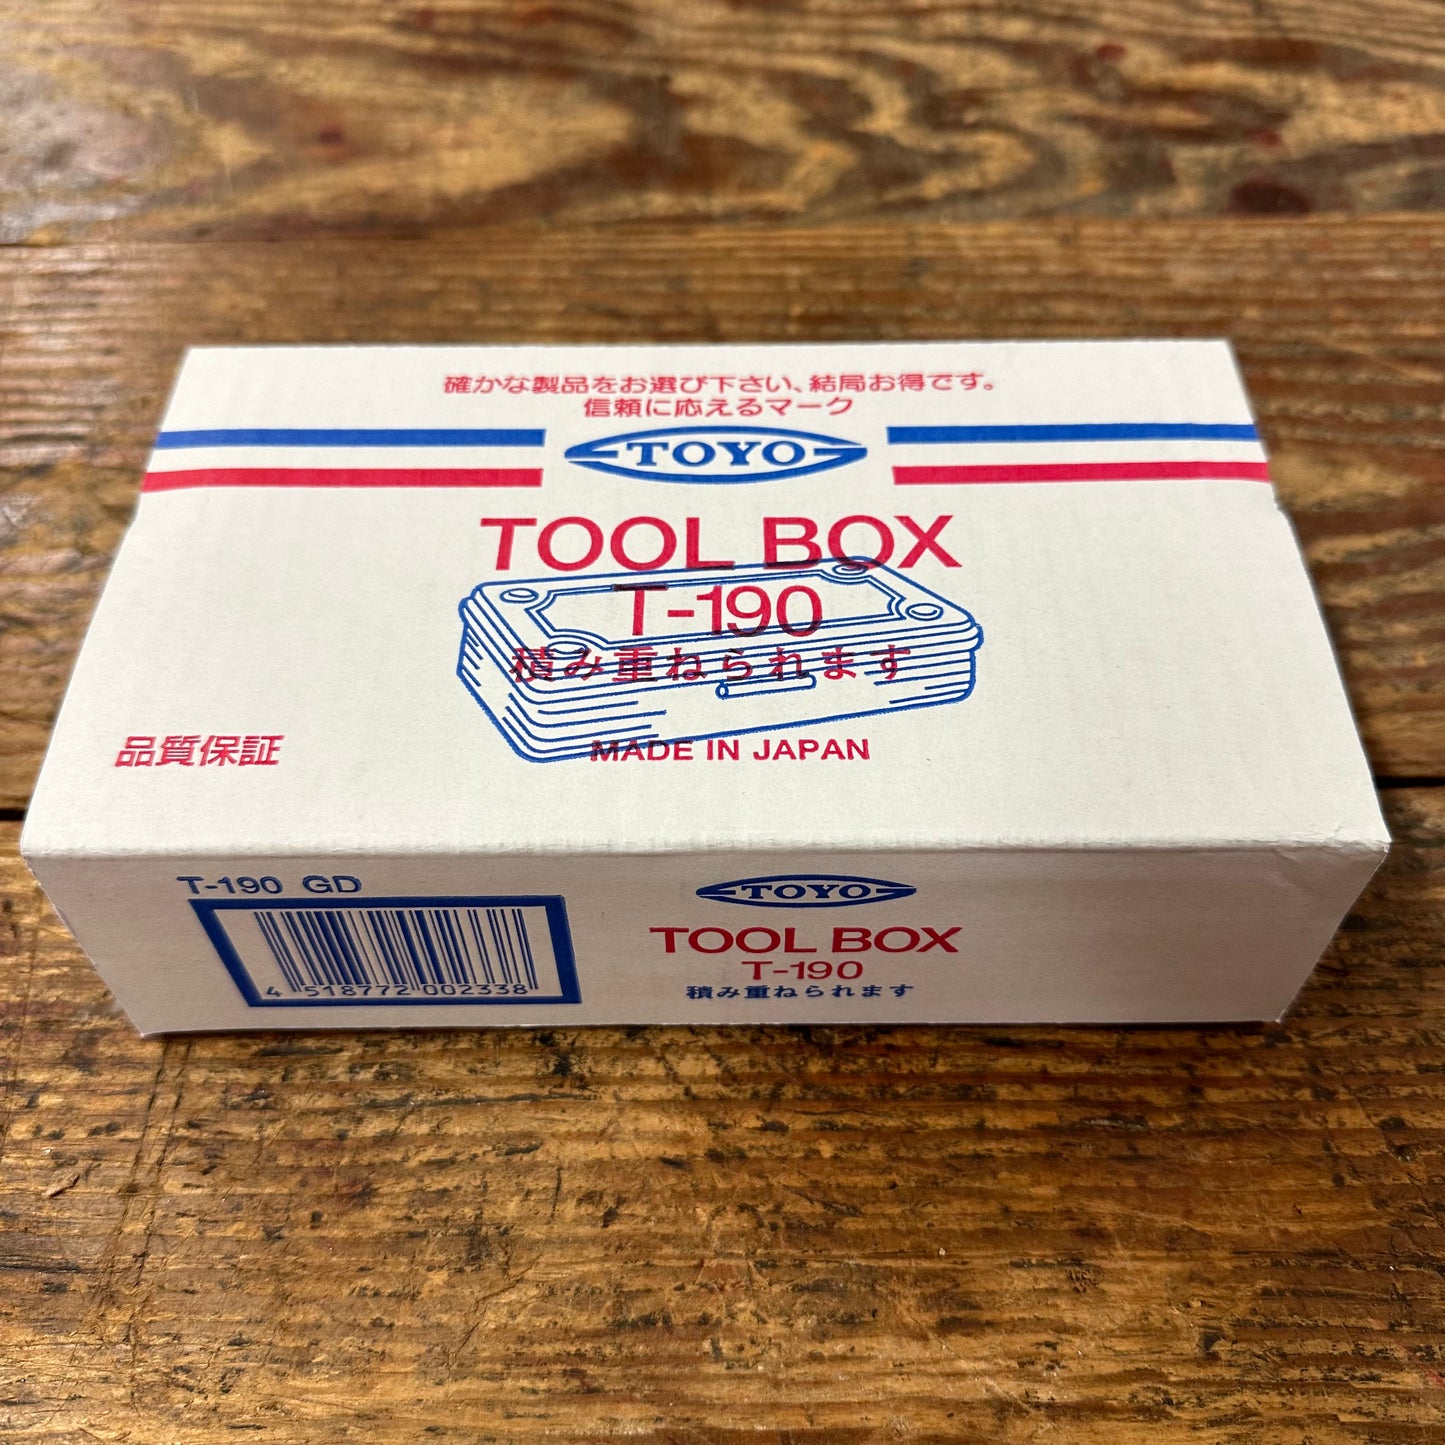 確かな製品をお選び下さい、結局お得です。
信頼に応えるマーク
TOYO
TOOL BOX
T-190
積み重ねられます
MADE IN JAPAN
品質保証
T-190 GD
4 518772 002338
TOYO
TOOL BOX
T-190
積み重ねられます